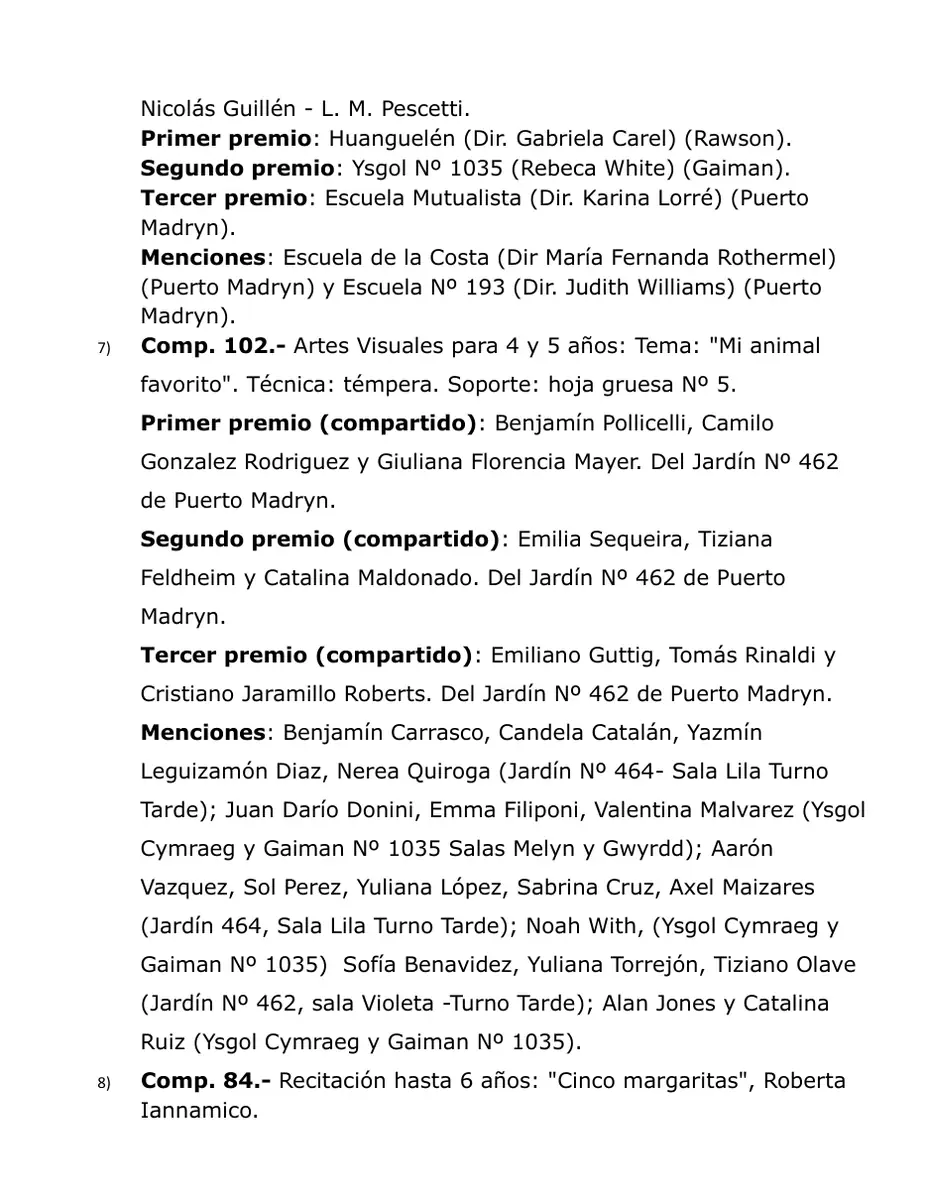 Nicolás Guillén - L. M. Pescetti.
Primer premio: Huanguelén (Dir. Gabriela Carel) (Rawson).
Segundo premio: Ysgol Nº 1035 (Rebeca White) (Gaiman).
Tercer premio: Escuela Mutualista (Dir. Karina Lorré) (Puerto
Madryn).
Menciones: Escuela de la Costa (Dir María Fernanda Rothermel)
(Puerto Madryn) y Escuela Nº 193 (Dir. Judith Williams) (Puerto
Madryn).
7) Comp. 102.- Artes Visuales para 4 y 5 años: Tema: "Mi animal
favorito". Técnica: témpera. Soporte: hoja gruesa Nº 5.
Primer premio (compartido): Benjamín Pollicelli, Camilo
Gonzalez Rodriguez y Giuliana Florencia Mayer. Del Jardín Nº 462
de Puerto Madryn.
Segundo premio (compartido): Emilia Sequeira, Tiziana
Feldheim y Catalina Maldonado. Del Jardín Nº 462 de Puerto
Madryn.
Tercer premio (compartido): Emiliano Guttig, Tomás Rinaldi y
Cristiano Jaramillo Roberts. Del Jardín Nº 462 de Puerto Madryn.
Menciones: Benjamín Carrasco, Candela Catalán, Yazmín
Leguizamón Diaz, Nerea Quiroga (Jardín Nº 464- Sala Lila Turno
Tarde); Juan Darío Donini, Emma Filiponi, Valentina Malvarez (Ysgol
Cymraeg y Gaiman Nº 1035 Salas Melyn y Gwyrdd); Aarón
Vazquez, Sol Perez, Yuliana López, Sabrina Cruz, Axel Maizares
(Jardín 464, Sala Lila Turno Tarde); Noah With, (Ysgol Cymraeg y
Gaiman Nº 1035)  Sofía Benavidez, Yuliana Torrejón, Tiziano Olave
(Jardín Nº 462, sala Violeta -Turno Tarde); Alan Jones y Catalina
Ruiz (Ysgol Cymraeg y Gaiman Nº 1035).
8) Comp. 84.- Recitación hasta 6 años: "Cinco margaritas", Roberta
Iannamico.